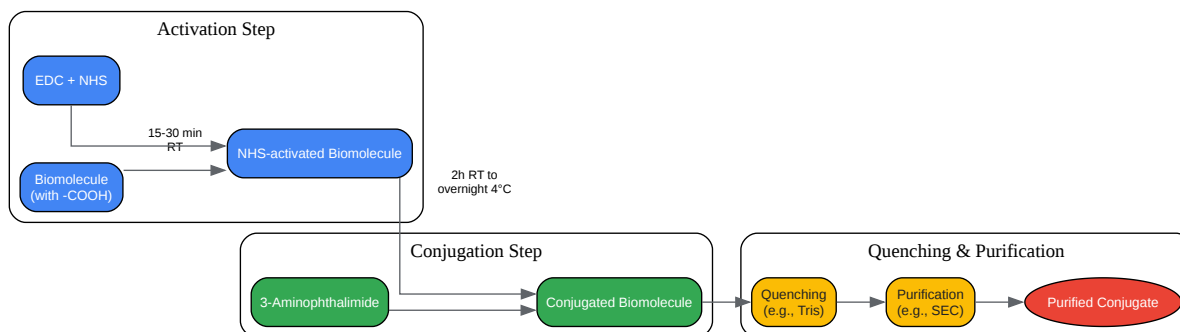 Activation Step
EDC + NHS
15-30 min
RT
NHS-activated Biomolecule
Biomolecule
(with -COOH)
2h RT to
overnight 4°C
Conjugation Step
3-Aminophthalimide
Conjugated Biomolecule
Quenching & Purification
Quenching
(e.g., Tris)
Purification
(e.g., SEC)
Purified Conjugate